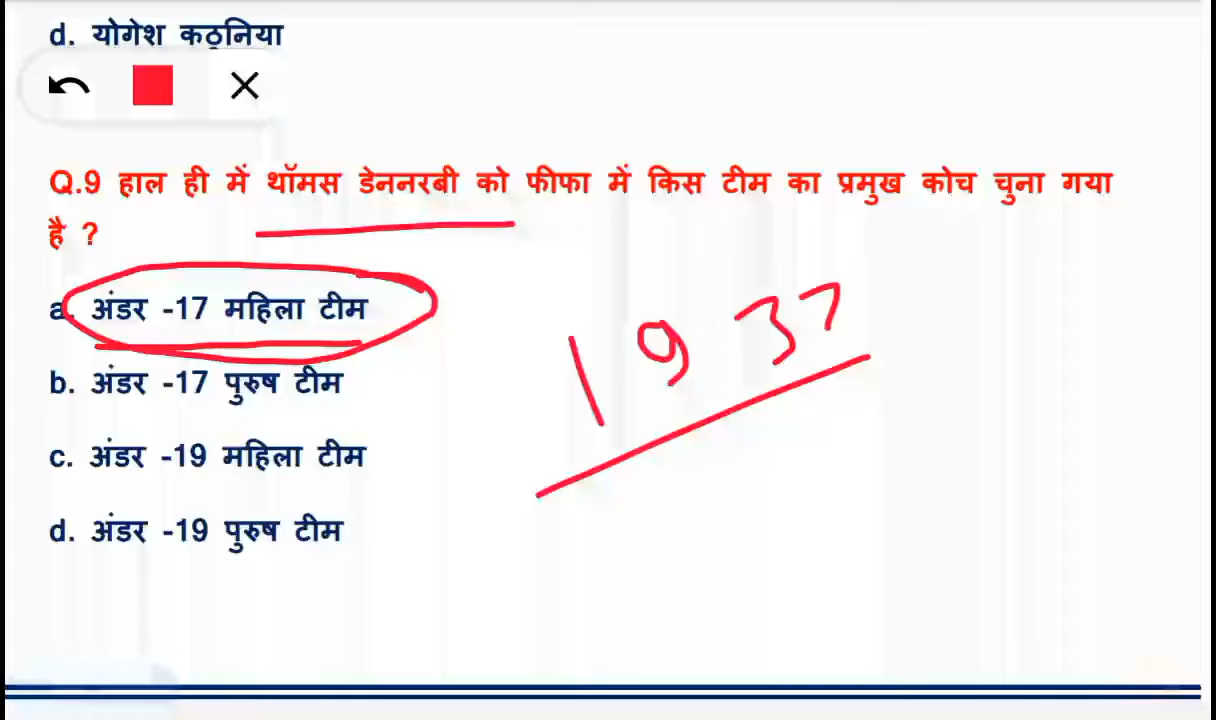 d. योगेश कठुनिया
Q.9 हाल ही में थॉमस डेननरबी को फीफा में किस टीम का प्रमुख कोच चुना गया
है ?
a. अंडर -17 महिला टीम
1937
b. अंडर -17 पुरुष टीम
c. अंडर -19 महिला टीम
d. अंडर -19 पुरुष टीम